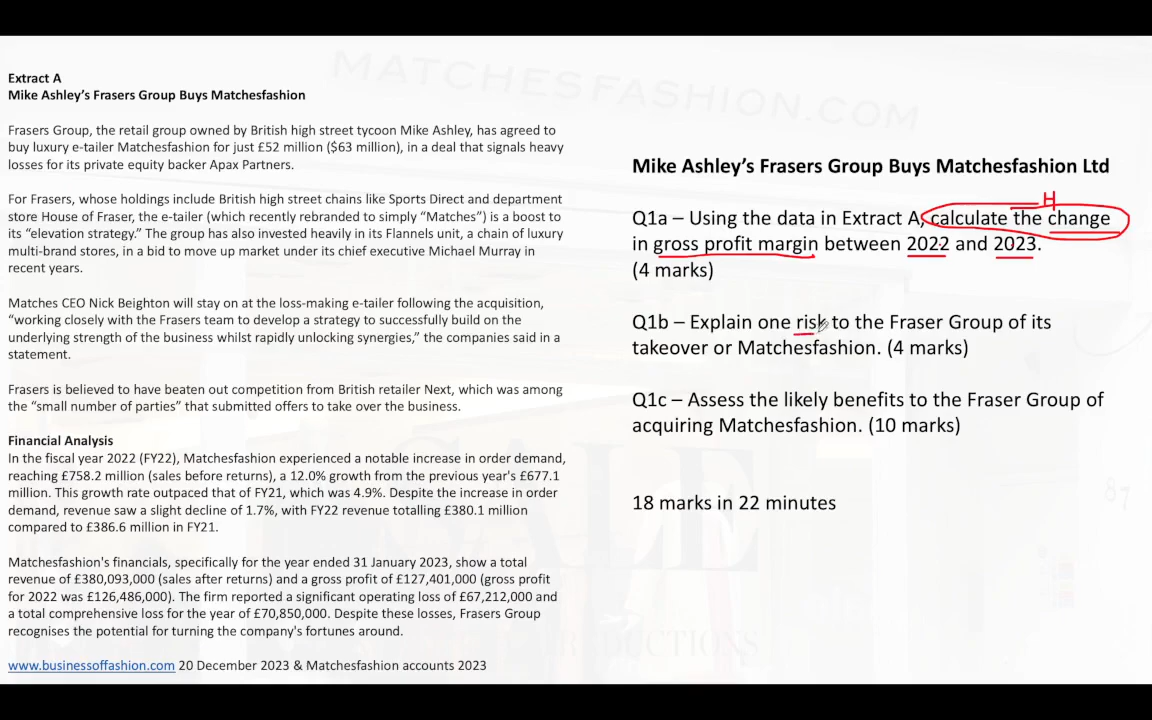 MATCHESFASHION.COM
Extract A
Mike Ashley's Frasers Group Buys Matchesfashion
Frasers Group, the retail group owned by British high street tycoon Mike Ashley, has agreed to
buy luxury e-tailer Matchesfashion for just £52 million ($63 million), in a deal that signals heavy
losses for its private equity backer Apax Partners.
For Frasers, whose holdings include British high street chains like Sports Direct and department
store House of Fraser, the e-tailer (which recently rebranded to simply “Matches”) is a boost to
its “elevation strategy.” The group has also invested heavily in its Flannels unit, a chain of luxury
multi-brand stores, in a bid to move up market under its chief executive Michael Murray in
recent years.
Matches CEO Nick Beighton will stay on at the loss-making e-tailer following the acquisition,
“working closely with the Frasers team to develop a strategy to successfully build on the
underlying strength of the business whilst rapidly unlocking synergies,” the companies said in a
statement.
Frasers is believed to have beaten out competition from British retailer Next, which was among
the “small number of parties” that submitted offers to take over the business.
Financial Analysis
In the fiscal year 2022 (FY22), Matchesfashion experienced a notable increase in order demand,
reaching £758.2 million (sales before returns), a 12.0% growth from the previous year's £677.1
million. This growth rate outpaced that of FY21, which was 4.9%. Despite the increase in order
demand, revenue saw a slight decline of 1.7%, with FY22 revenue totalling £380.1 million
compared to £386.6 million in FY21.
Matchesfashion's financials, specifically for the year ended 31 January 2023, show a total
revenue of £380,093,000 (sales after returns) and a gross profit of £127,401,000 (gross profit
for 2022 was £126,486,000). The firm reported a significant operating loss of £67,212,000 and
a total comprehensive loss for the year of £70,850,000. Despite these losses, Frasers Group
recognises the potential for turning the company's fortunes around.
www.businessoffashion.com 20 December 2023 & Matchesfashion accounts 2023
Mike Ashley's Frasers Group Buys Matchesfashion Ltd
H
Q1a – Using the data in Extract A, calculate the change
in gross profit margin between 2022 and 2023.
(4 marks)
Q1b – Explain one risk to the Fraser Group of its
takeover or Matchesfashion. (4 marks)
Q1c – Assess the likely benefits to the Fraser Group of
acquiring Matchesfashion. (10 marks)
18 marks in 22 minutes
SALE
87